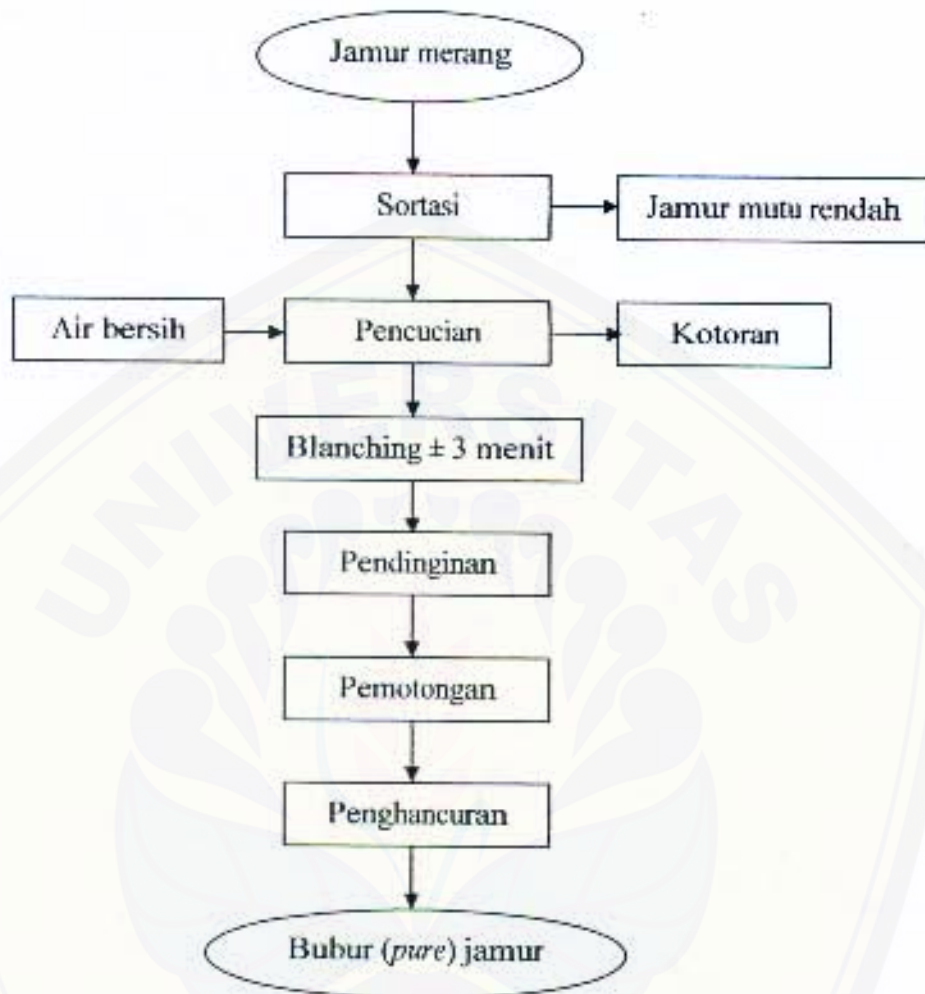 Jamur merang
Sortasi
Jamur mutu rendah
Air bersih
Pencucian
Kotoran
Blanching ± 3 menit
Pendinginan
Pemotongan
Penghancuran
Bubur (pure) jamur
UNIVERSITAS